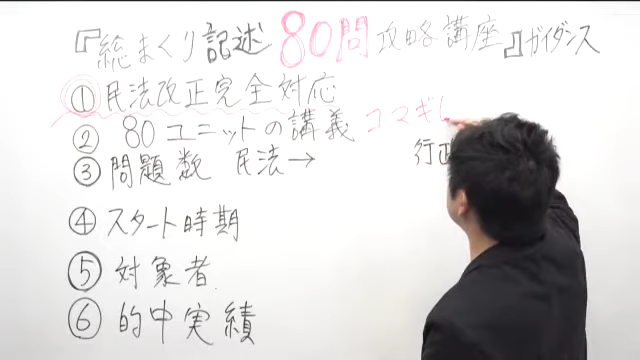 『総まくり記述80問攻略講座』ガイダンス
① 民法改正完全対応
② 80ユニットの講義 コマギ
③ 問題数 民法→ 行政
④ スタート時期
⑤ 対象者
⑥ 的中実績